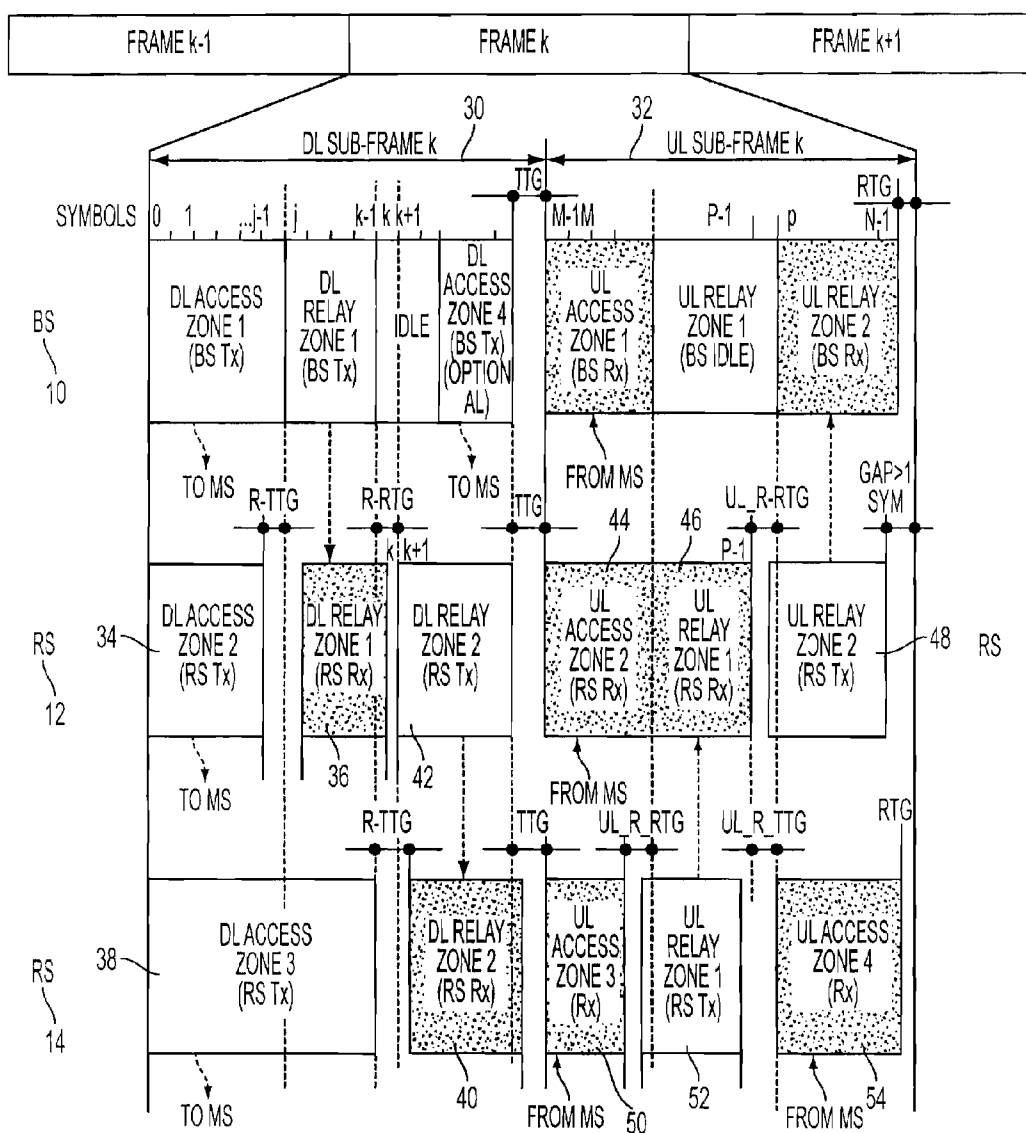 FRAME k-1
FRAME k
FRAME k+1
30
32
DL SUB-FRAME k
UL SUB-FRAME k
TTG
RTG
SYMBOLS
0
1
...j-1
j
k-1
k
k+1
M-1M
P-1
p
N-1
BS
10
DL ACCESS
ZONE 1
(BS Tx)
DL
RELAY
ZONE 1
(BS Tx)
IDLE
DL
ACCESS
ZONE 4
(BS Tx)
(OPTION
AL)
UL
ACCESS
ZONE 1
(BS Rx)
UL RELAY
ZONE 1
(BS IDLE)
UL RELAY
ZONE 2
(BS Rx)
TO MS
TO MS
FROM MS
R-TTG
R-RTG
TTG
UL_R-RTG
GAP>1
SYM
k
k+1
44
46
P-1
RS
12
34
DL ACCESS
ZONE 2
(RS Tx)
DL RELAY
ZONE 1
(RS Rx)
36
DL RELAY
ZONE 2
(RS Tx)
42
UL
ACCESS
ZONE 2
(RS Rx)
UL
RELAY
ZONE 1
(RS Rx)
UL RELAY
ZONE 2
(RS Tx)
48
RS
TO MS
FROM MS
R-TTG
TTG
UL_R_RTG
UL_R_TTG
RTG
RS
14
38
DL ACCESS
ZONE 3
(RS Tx)
DL RELAY
ZONE 2
(RS Rx)
40
UL
ACCESS
ZONE 3
(Rx)
50
UL
RELAY
ZONE 1
(RS Tx)
52
UL ACCESS
ZONE 4
(Rx)
54
TO MS
FROM MS
FROM MS